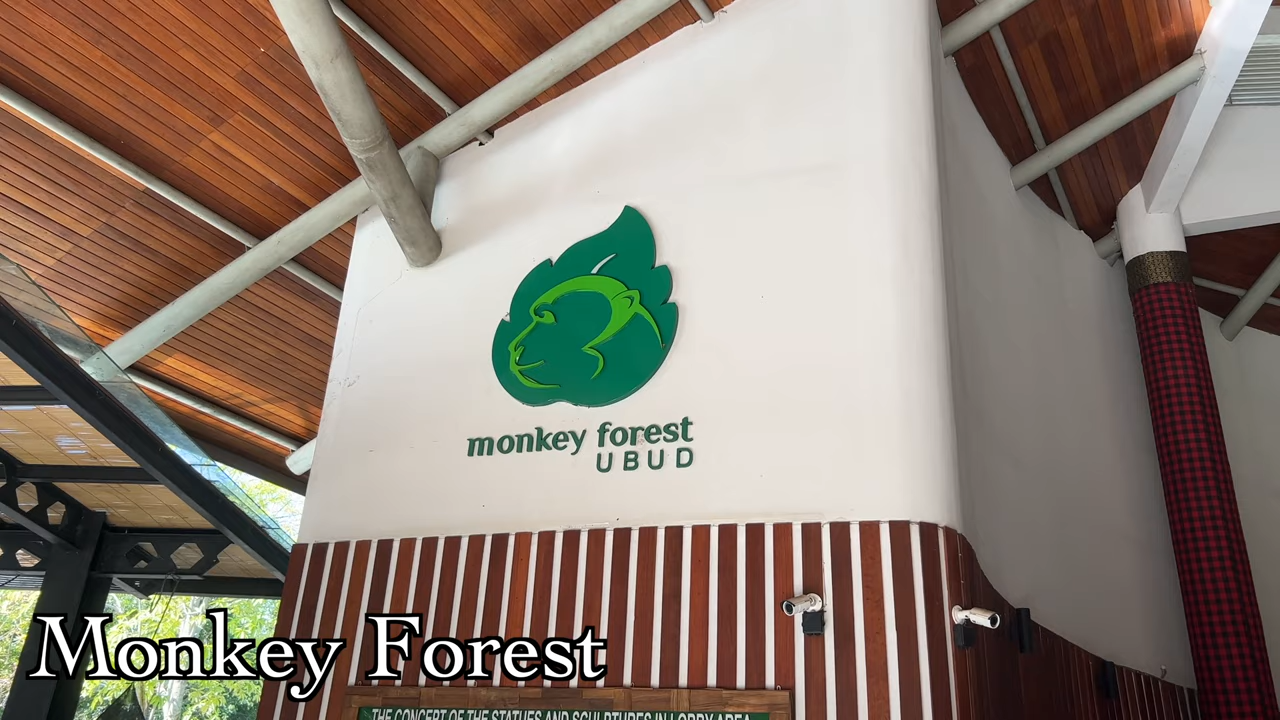 monkey forest
UBUD
Monkey Forest
THE CONCEPT OF THE STATUES AND SCULPTURES IN LOBBY AREA